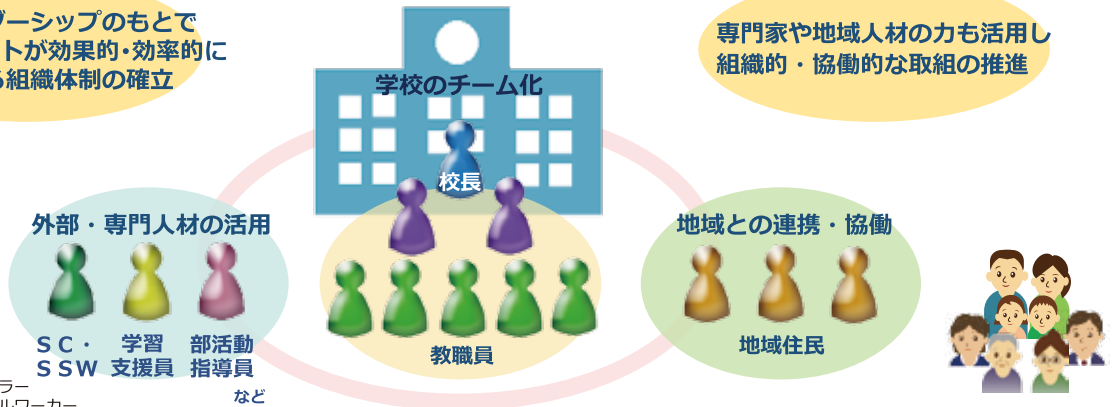 ーシップのもとで
トが効果的・効率的に
組織体制の確立
専門家や地域人材の力も活用し
組織的・協働的な取組の推進
学校のチーム化
校長
外部・専門人材の活用
地域との連携・協働
ＳＣ・ 学習 部活動
ＳＳＷ 支援員 指導員
など
教職員
地域住民
ラー
ルワーカー